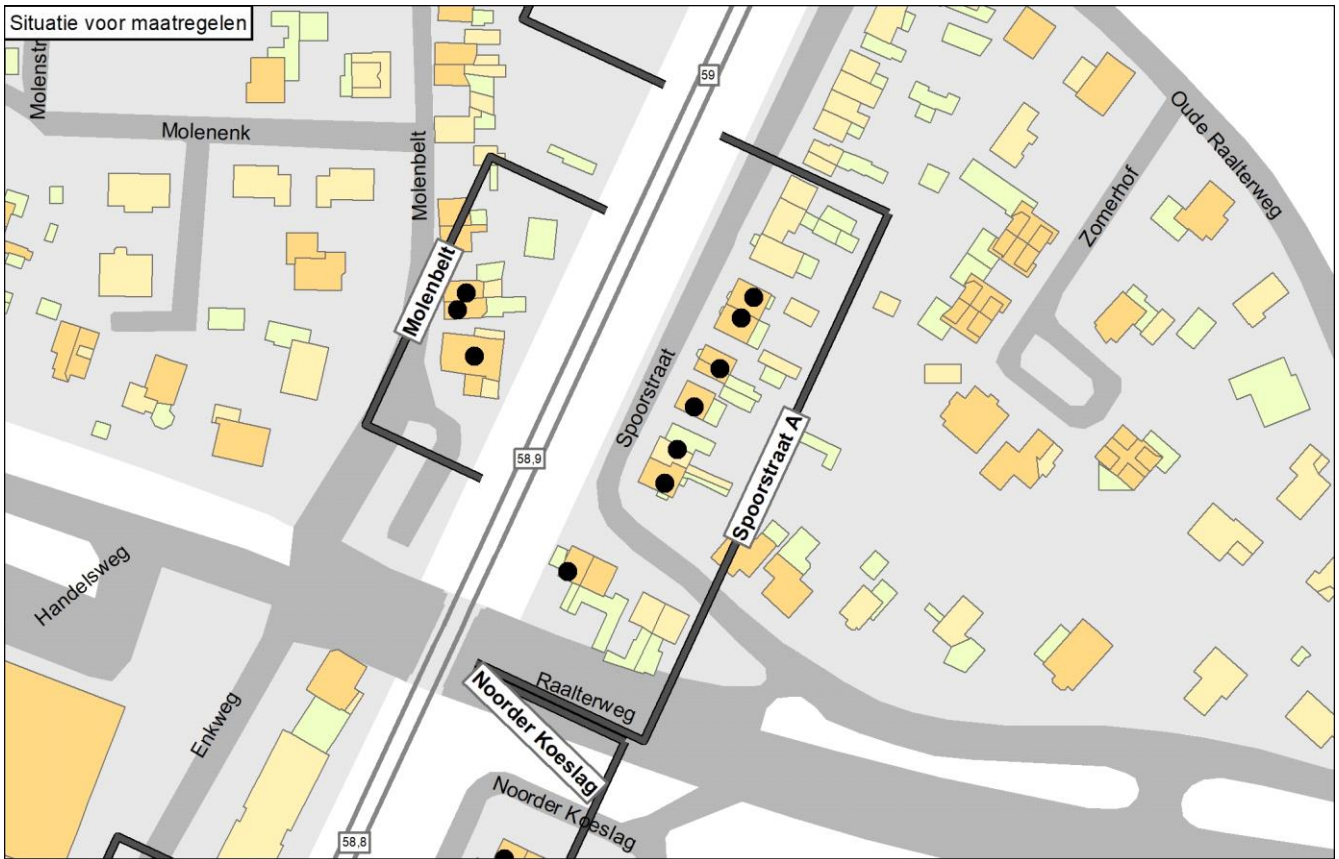 Situatie voor maatregelen
Molenstr
Molenenk
Molenbelt
59
Oude Raalterweg
Zomerhof
Molenbelt
Spoorstraat
58,9
Spoorstraat A
Handelsweg
Raalterweg
Noorder Koeslag
Enkweg
Noorder Koeslag
58,8